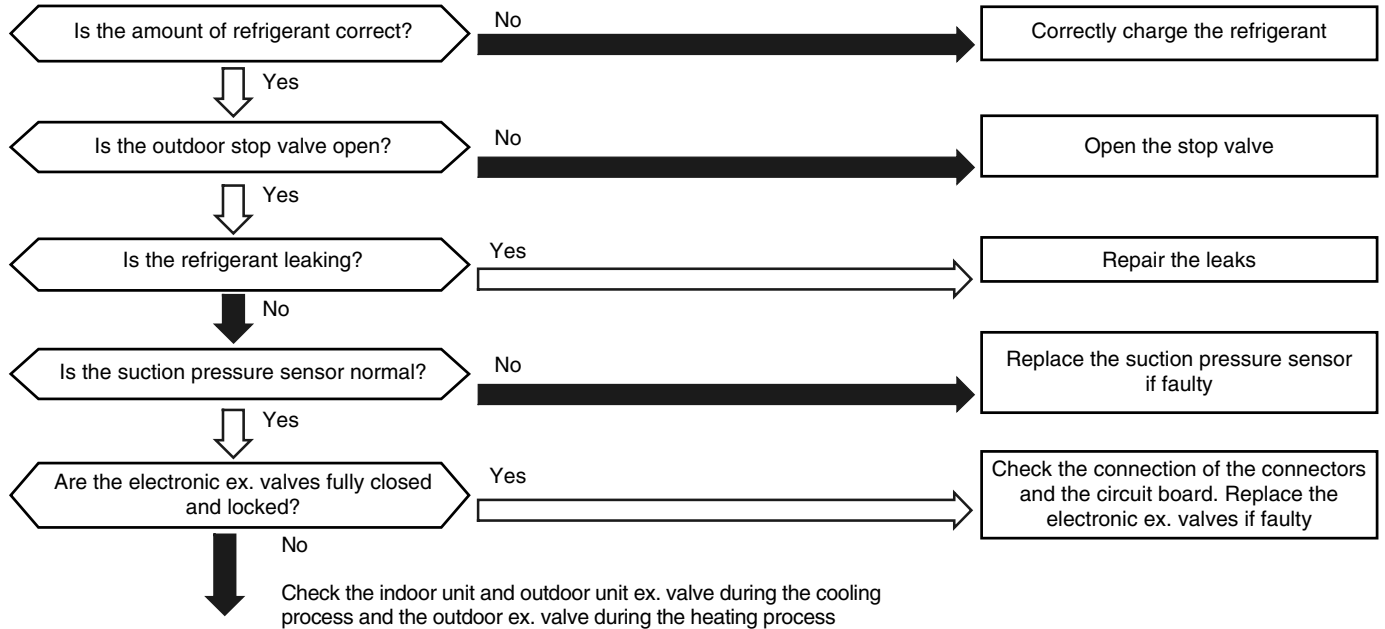 Is the amount of refrigerant correct?
No
Correctly charge the refrigerant
Yes
Is the outdoor stop valve open?
No
Open the stop valve
Yes
Is the refrigerant leaking?
Yes
Repair the leaks
No
Is the suction pressure sensor normal?
No
Replace the suction pressure sensor
if faulty
Yes
Are the electronic ex. valves fully closed
and locked?
Yes
Check the connection of the connectors
and the circuit board. Replace the
electronic ex. valves if faulty
No
Check the indoor unit and outdoor unit ex. valve during the cooling
process and the outdoor ex. valve during the heating process